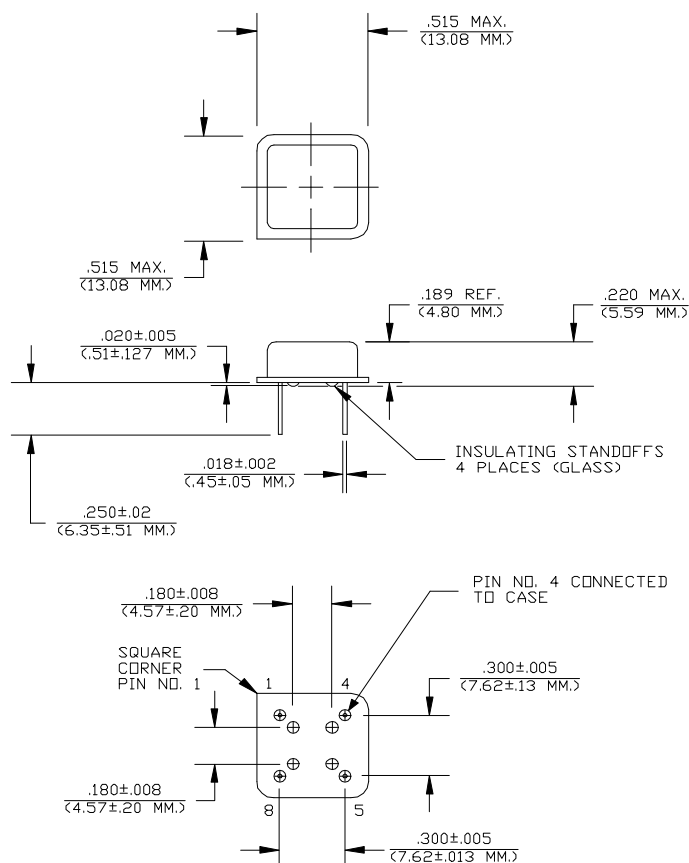 .515 MAX.
(13.08 MM.)
.515 MAX.
(13.08 MM.)
.189 REF.
(4.80 MM.)
.220 MAX.
(5.59 MM.)
.020±.005
(.51±.127 MM.)
INSULATING STANDOFFS
4 PLACES (GLASS)
.018±.002
(.45±.05 MM.)
.250±.02
(6.35±.51 MM.)
PIN NO. 4 CONNECTED
TO CASE
.180±.008
(4.57±.20 MM.)
SQUARE
CORNER
PIN NO. 1
1
4
.300±.005
(7.62±.13 MM.)
.180±.008
(4.57±.20 MM.)
8
5
.300±.005
(7.62±.013 MM.)